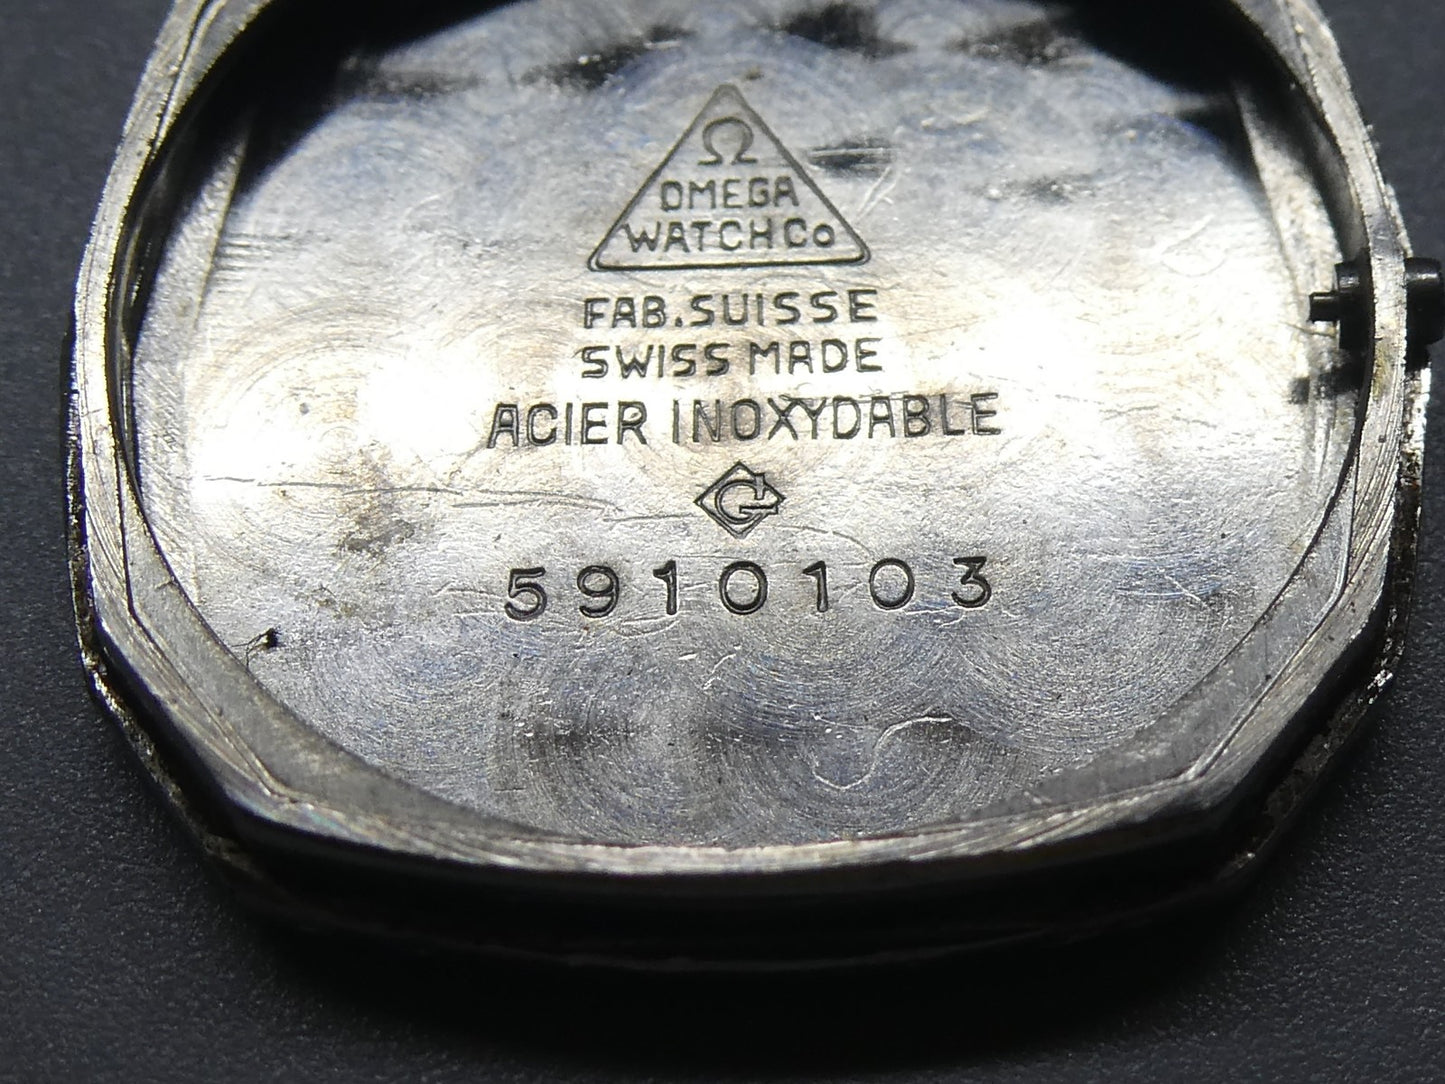 Ω
OMEGA
WATCH Co
FAB. SUISSE
SWISS MADE
ACIER INOXYDABLE
5910103